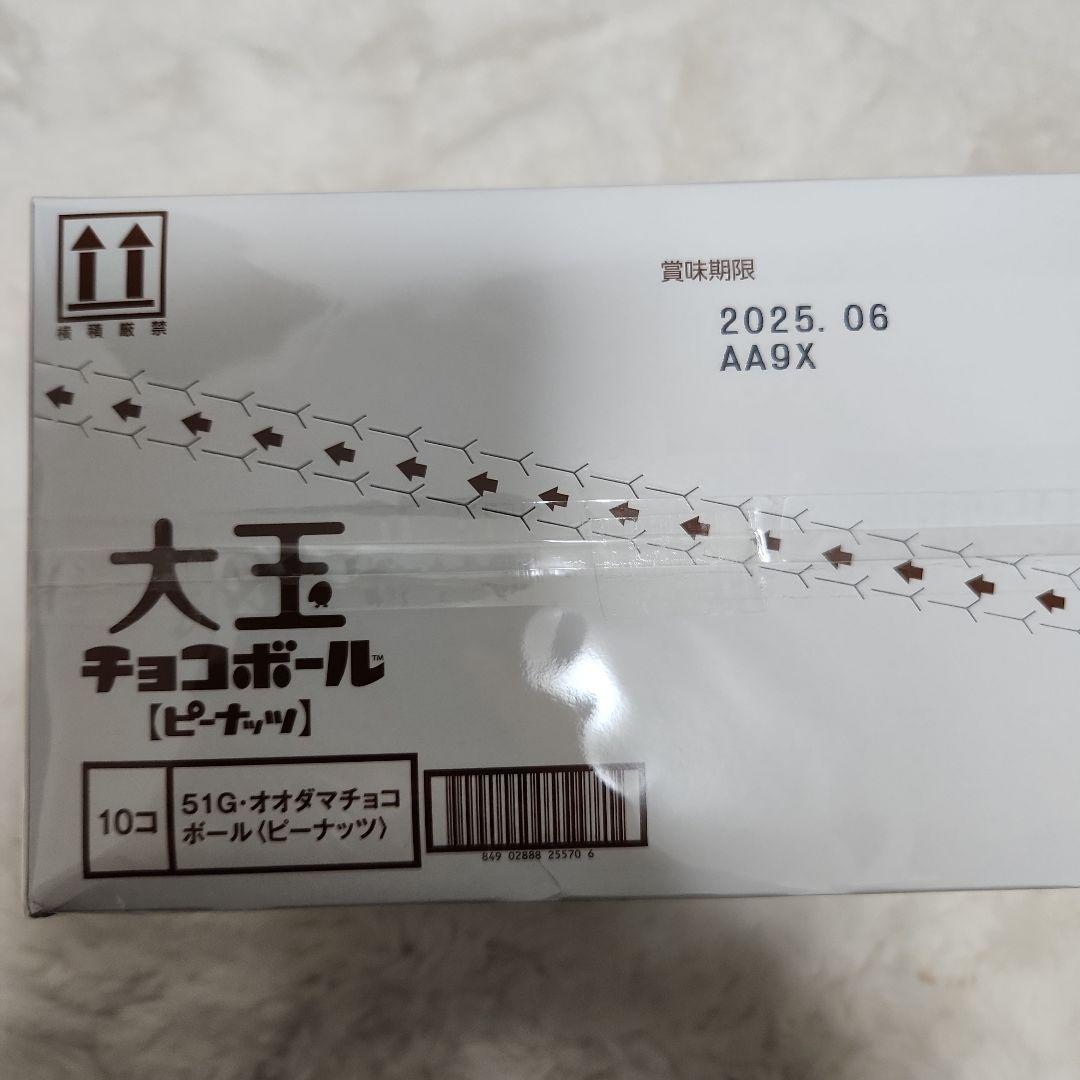 横積厳禁
賞味期限
2025.06
AA9X
大玉
チョコボール™
【ピーナッツ】
10コ
51G・オオダマチョコ
ボール〈ピーナッツ〉
849 02888 25570 6